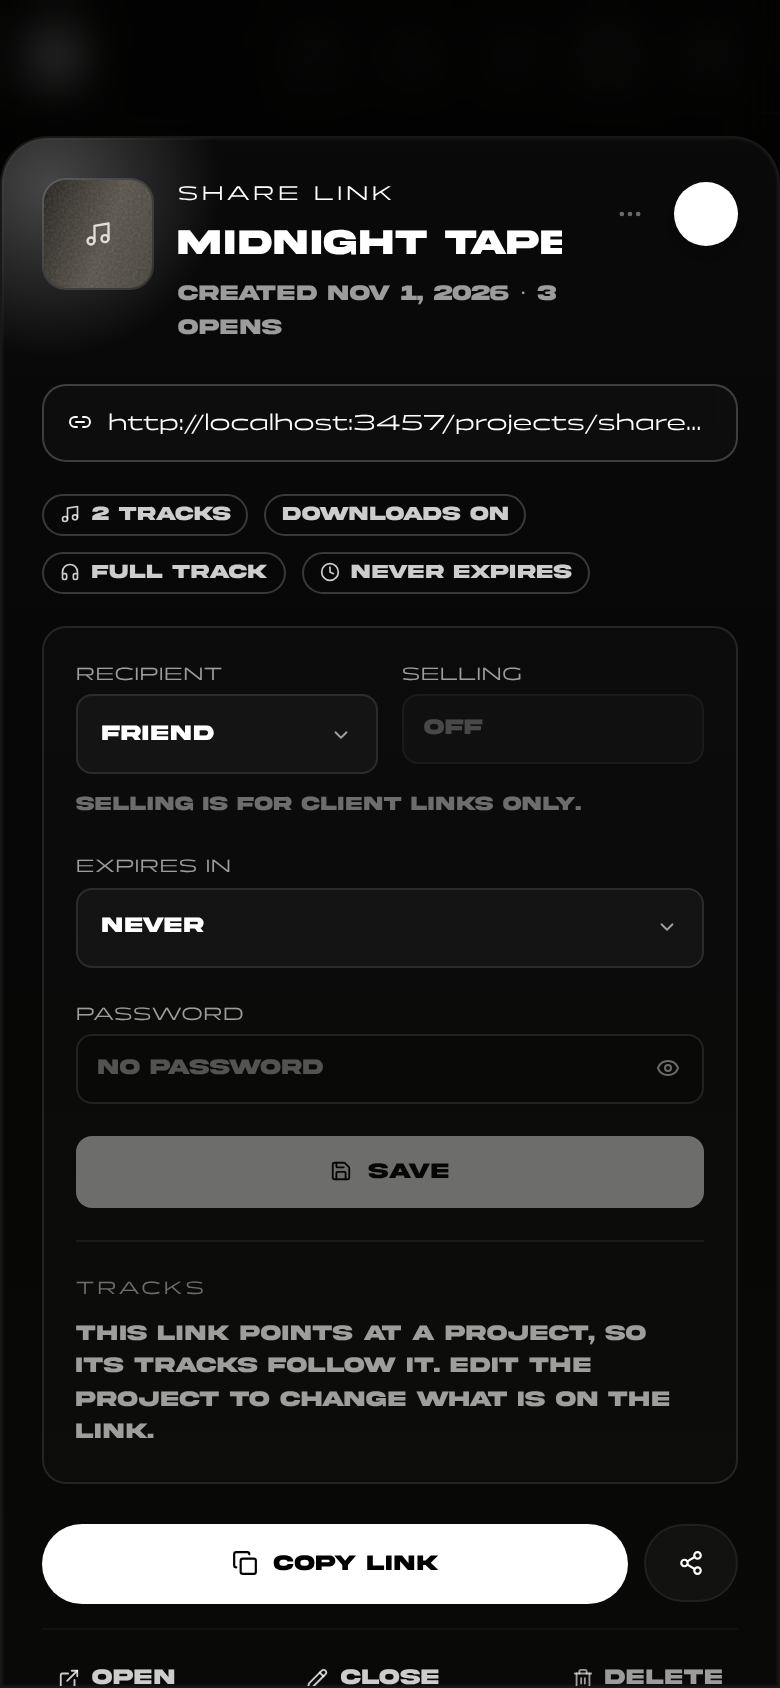 SHARE LINK
MIDNIGHT TAPE
CREATED NOV 1, 2026 · 3
OPENS
http://localhost:3457/projects/share...
2 TRACKS
DOWNLOADS ON
FULL TRACK
NEVER EXPIRES
RECIPIENT
SELLING
FRIEND
OFF
SELLING IS FOR CLIENT LINKS ONLY.
EXPIRES IN
NEVER
PASSWORD
NO PASSWORD
SAVE
TRACKS
THIS LINK POINTS AT A PROJECT, SO
ITS TRACKS FOLLOW IT. EDIT THE
PROJECT TO CHANGE WHAT IS ON THE
LINK.
COPY LINK
OPEN
CLOSE
DELETE